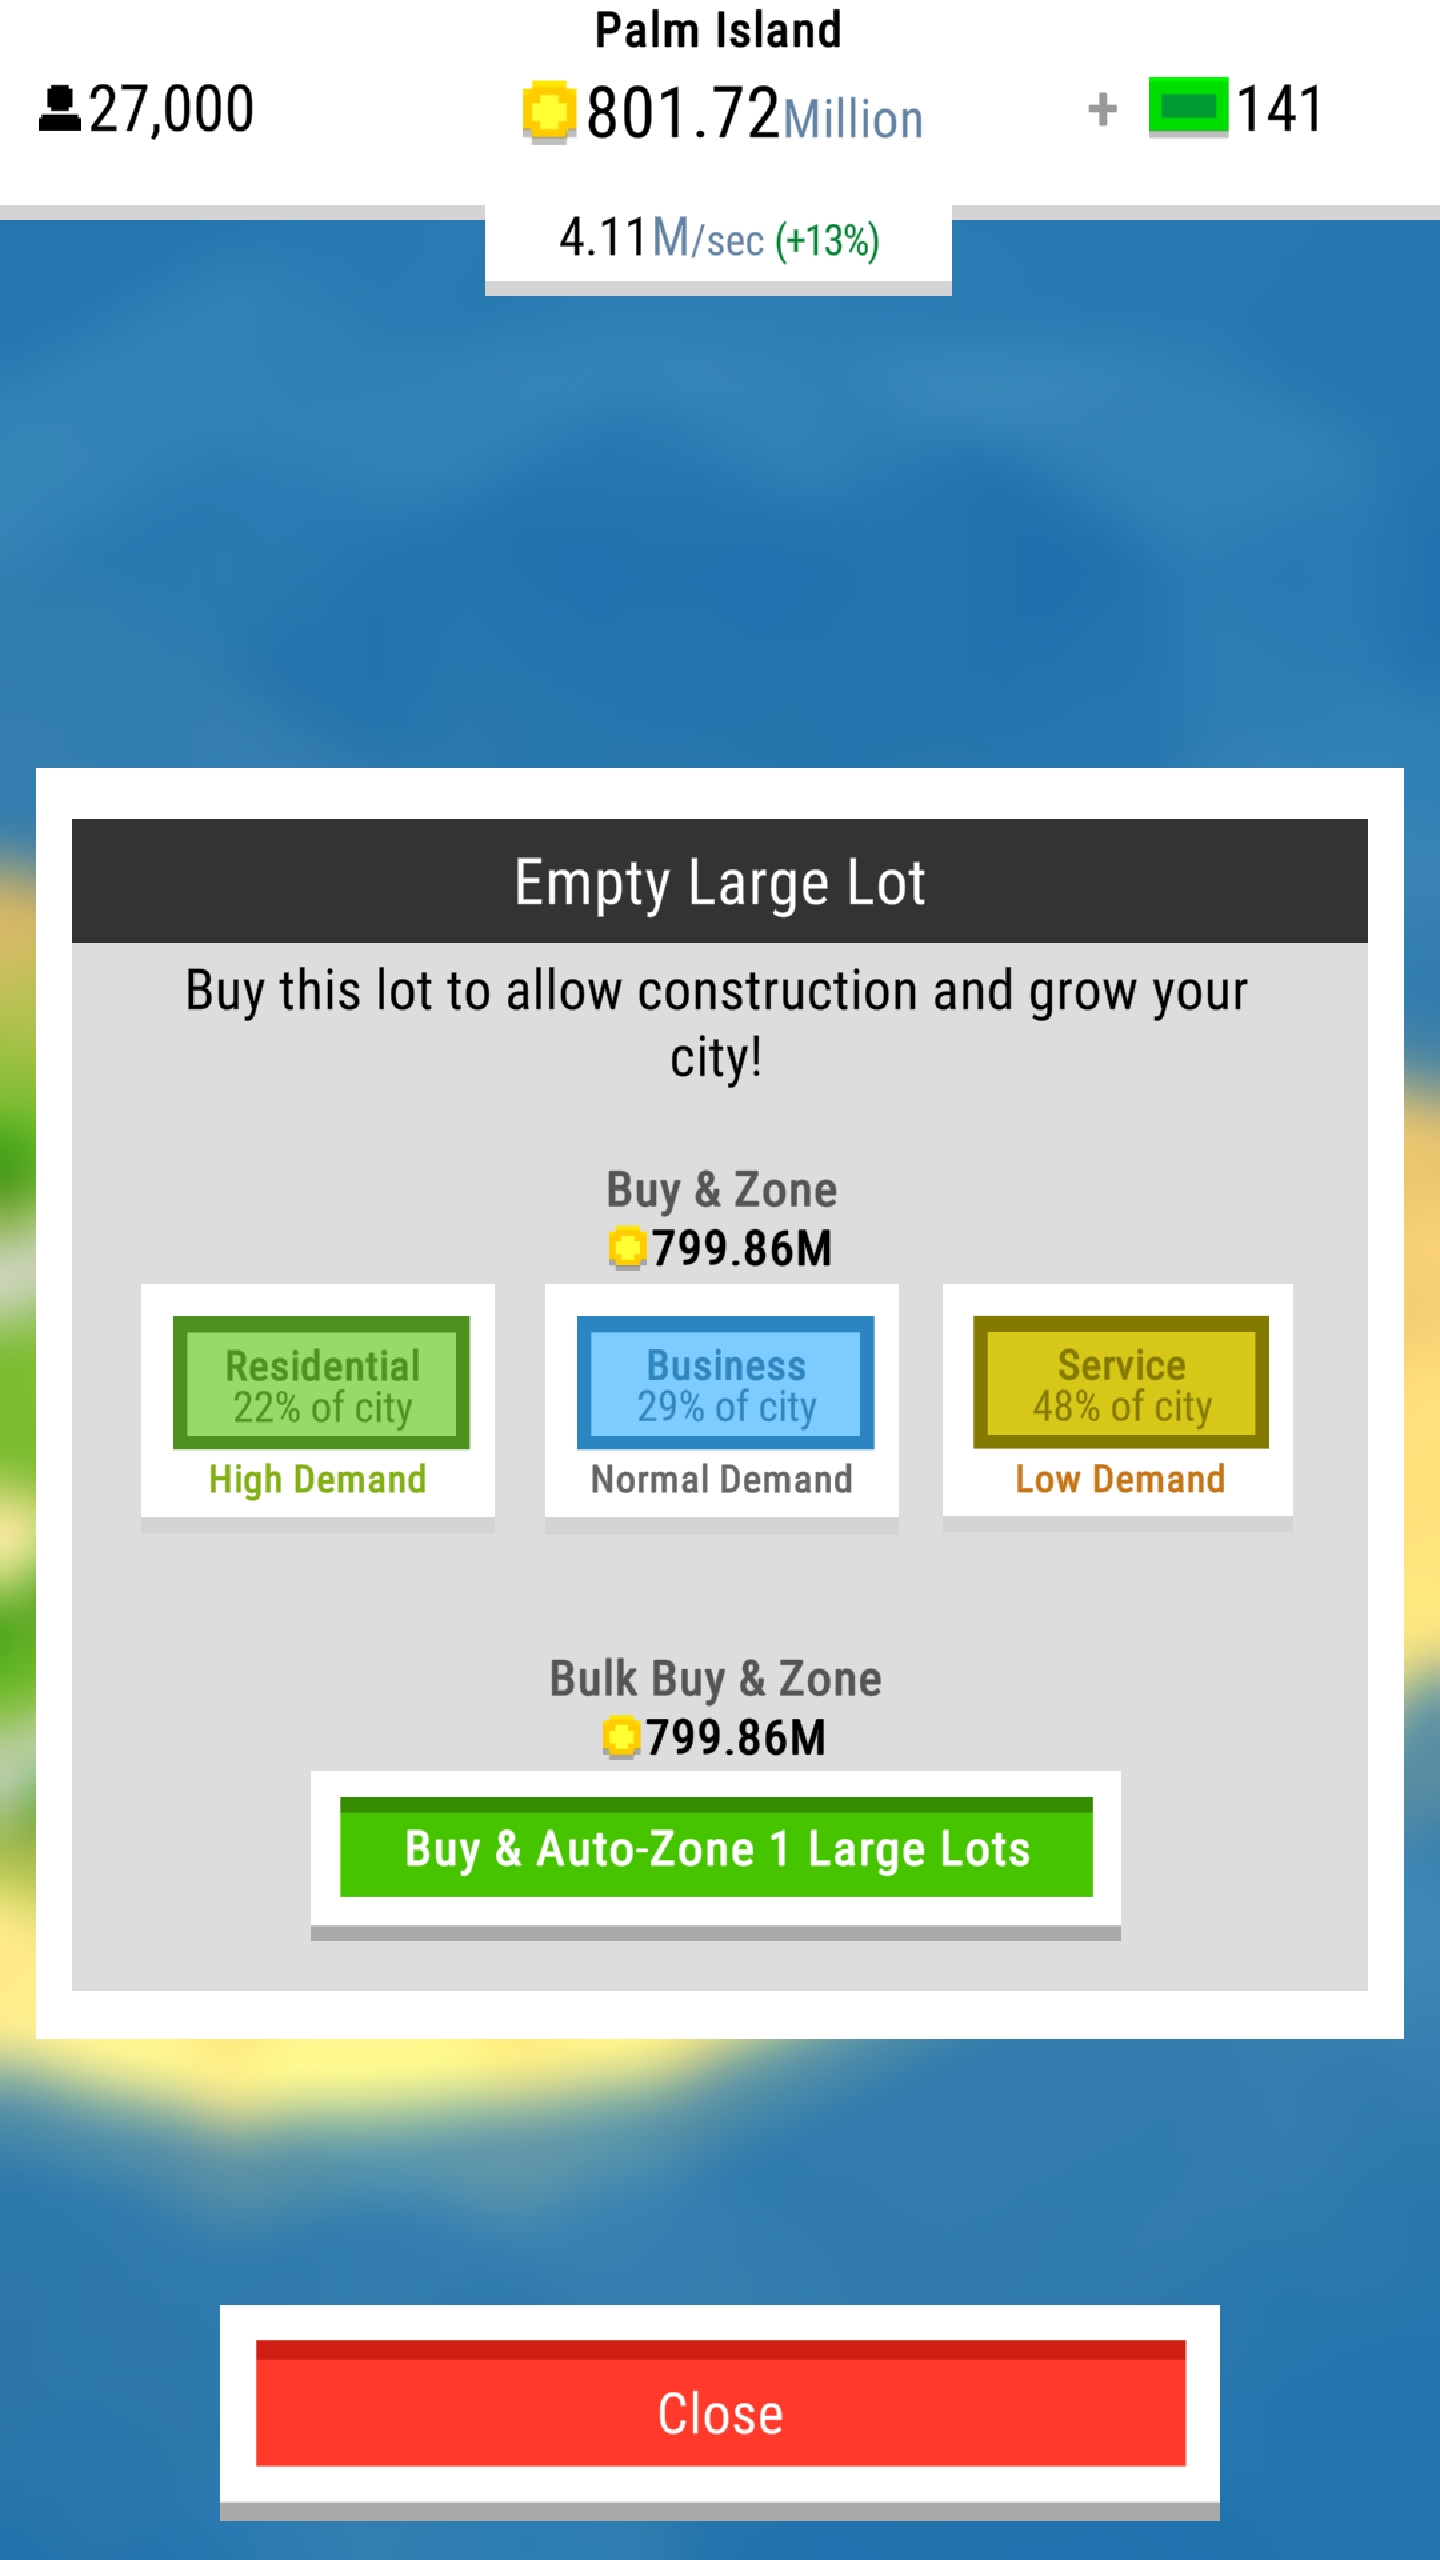 Palm Island
27,000
801.72Million
+ 141
4.11M/sec (+13%)
Empty Large Lot
Buy this lot to allow construction and grow your
city!
Buy & Zone
799.86M
Residential
22% of city
High Demand
Business
29% of city
Normal Demand
Service
48% of city
Low Demand
Bulk Buy & Zone
799.86M
Buy & Auto-Zone 1 Large Lots
Close